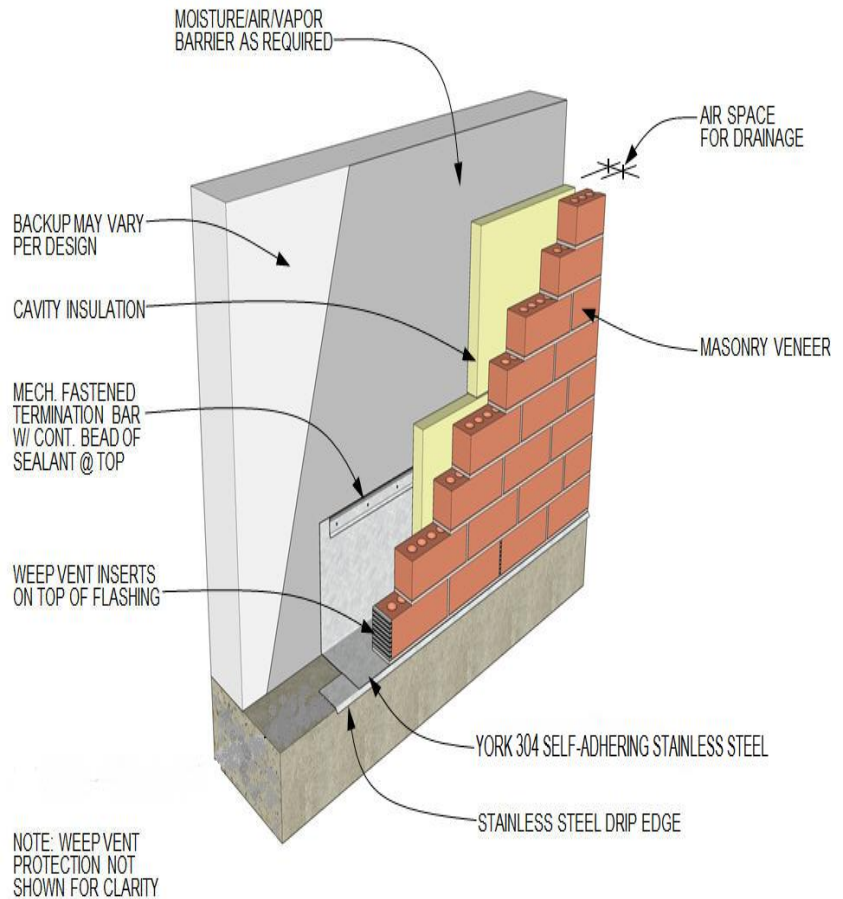 MOISTURE/AIR/VAPOR
BARRIER AS REQUIRED
AIR SPACE
FOR DRAINAGE
BACKUP MAY VARY
PER DESIGN
CAVITY INSULATION
MASONRY VENEER
MECH. FASTENED
TERMINATION BAR
W/ CONT. BEAD OF
SEALANT @ TOP
WEEP VENT INSERTS
ON TOP OF FLASHING
YORK 304 SELF-ADHERING STAINLESS STEEL
STAINLESS STEEL DRIP EDGE
NOTE: WEEP VENT
PROTECTION NOT
SHOWN FOR CLARITY